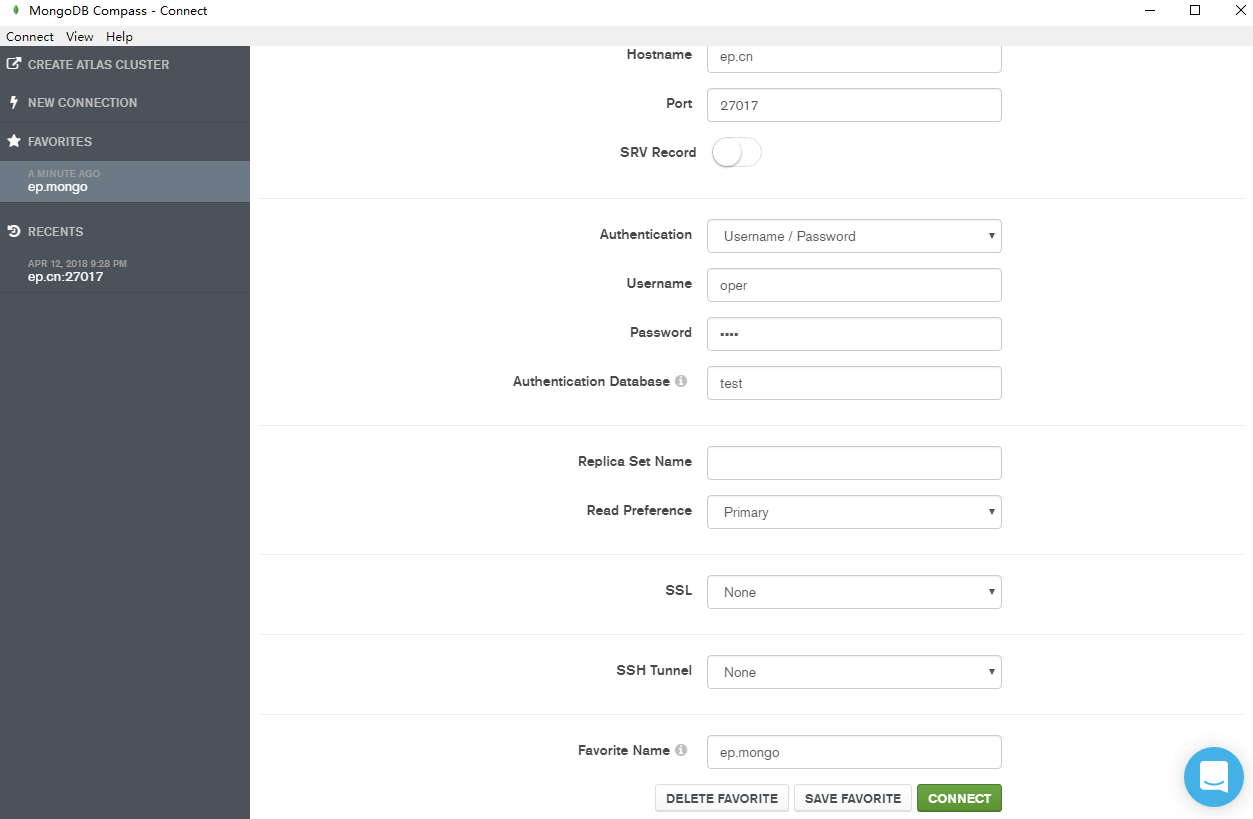 MongoDB Compass - Connect
Connect View Help
CREATE ATLAS CLUSTER
NEW CONNECTION
FAVORITES
A MINUTE AGO
ep.mongo
RECENTS
APR 12, 2018 9:28 PM
ep.cn:27017
Hostname ep.cn
Port 27017
SRV Record
Authentication Username / Password
Username oper
Password ••••
Authentication Database test
Replica Set Name
Read Preference Primary
SSL None
SSH Tunnel None
Favorite Name ep.mongo
DELETE FAVORITE SAVE FAVORITE CONNECT